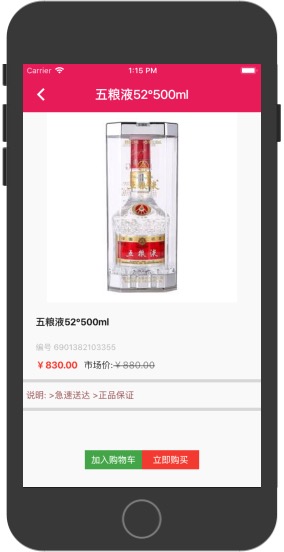 Carrier 1:15 PM
五粮液52°500ml
五粮液
五粮液52°500ml
编号 6901382103355
￥830.00 市场价:￥880.00
说明: >急速送达 >正品保证
加入购物车 立即购买